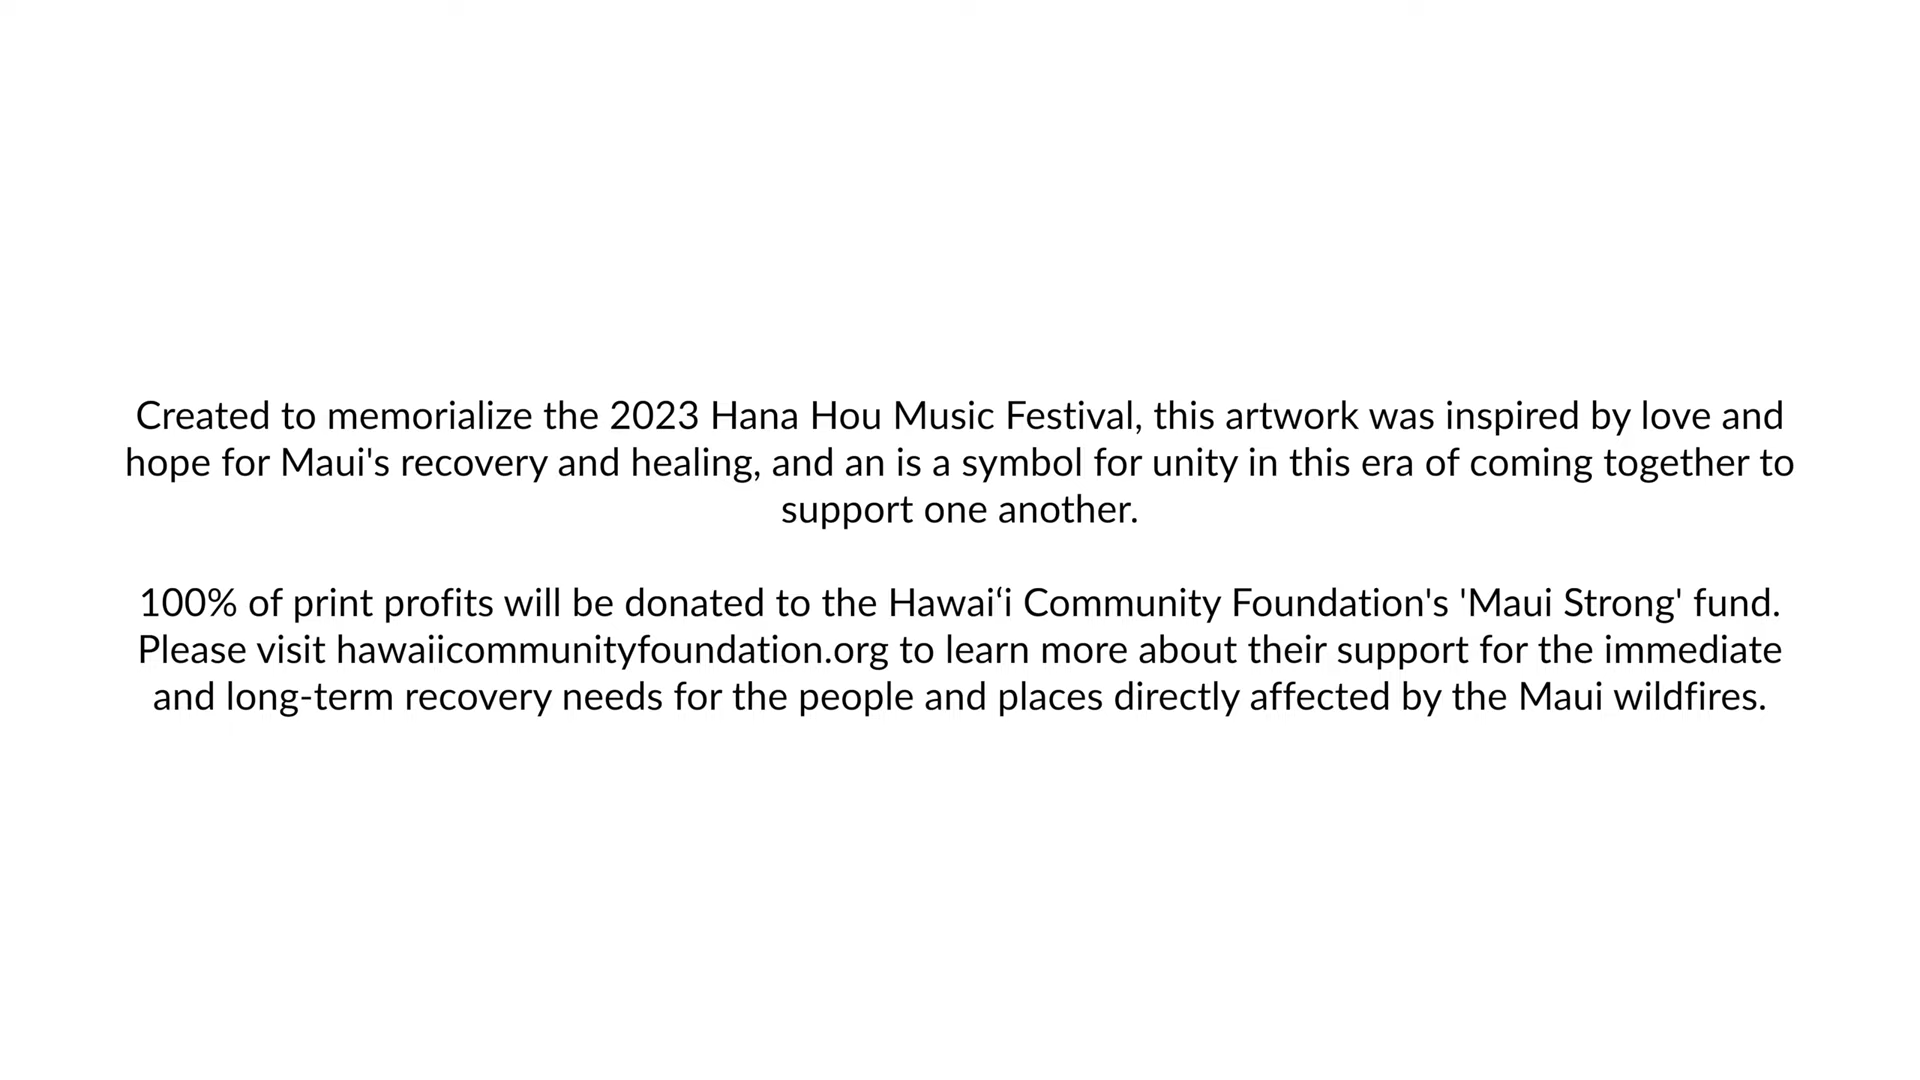 Created to memorialize the 2023 Hana Hou Music Festival, this artwork was inspired by love and
hope for Maui's recovery and healing, and an is a symbol for unity in this era of coming together to
support one another.
100% of print profits will be donated to the Hawai‘i Community Foundation's 'Maui Strong' fund.
Please visit hawaiicommunityfoundation.org to learn more about their support for the immediate
and long-term recovery needs for the people and places directly affected by the Maui wildfires.